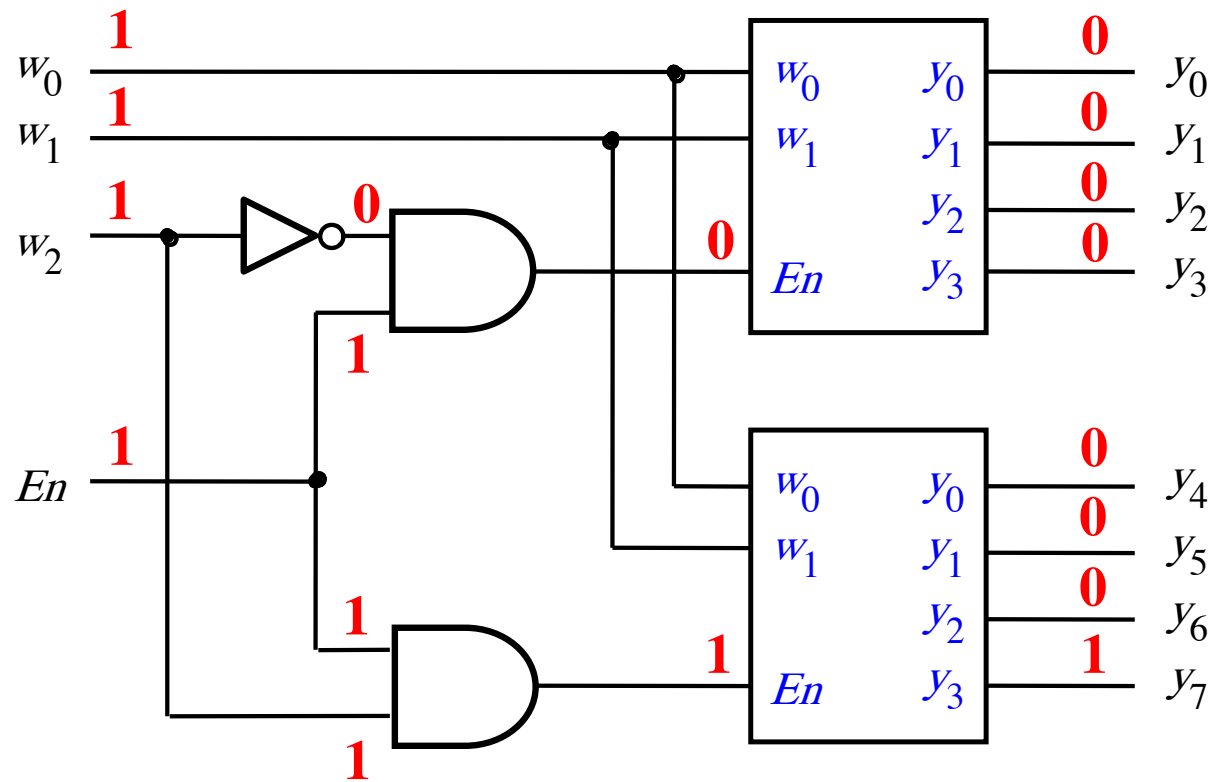 1 0
w0 w0 y0 y0
1 0
w1 w1 y1 y1
1 0 0
w2 y2 y2
0 0
En y3 y3
1
1 0
En w0 y0 y4
0
w1 y1 y5
1 0
y2 y6
1 1
En y3 y7
1